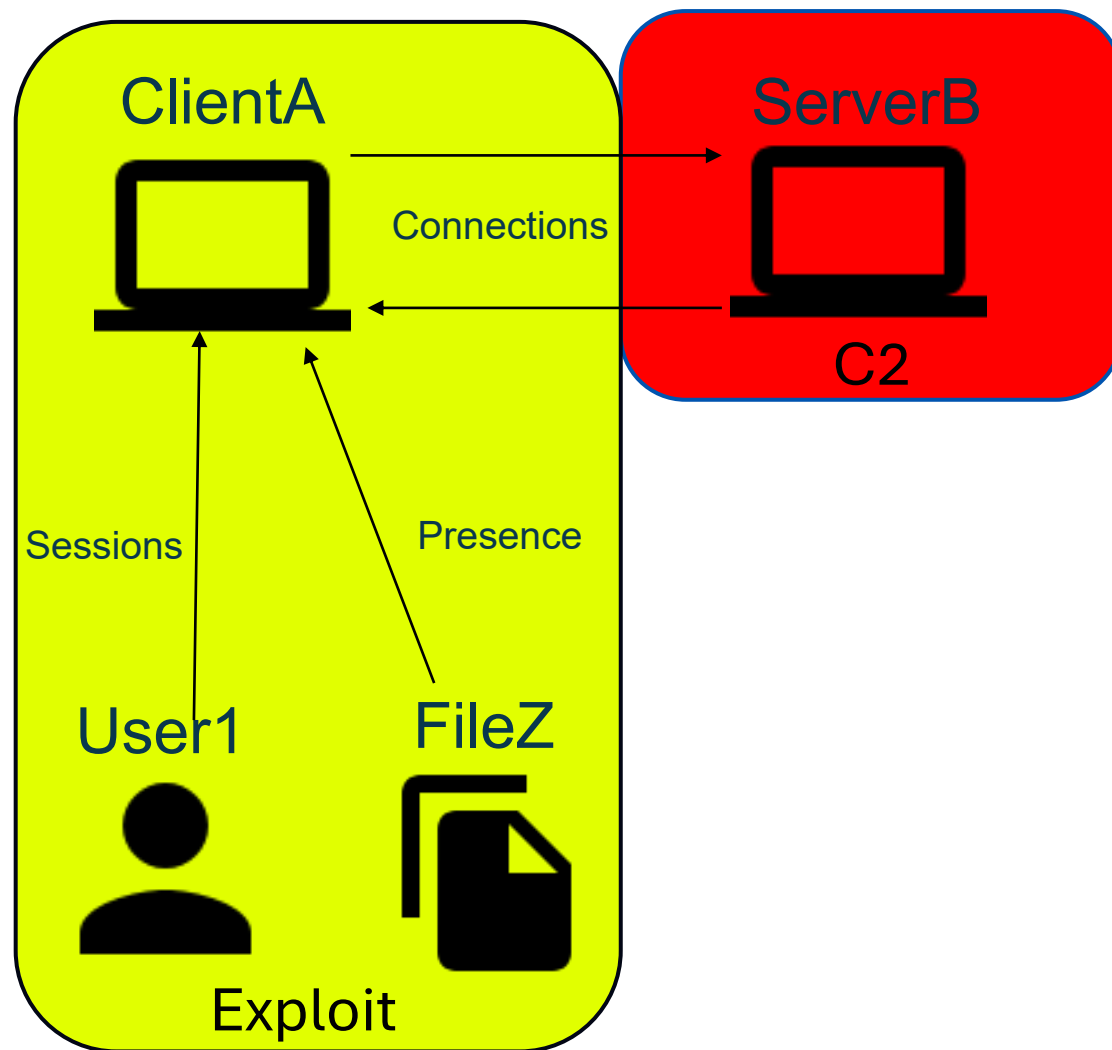 ClientA
ServerB
Connections
C2
Sessions
Presence
User1
FileZ
Exploit